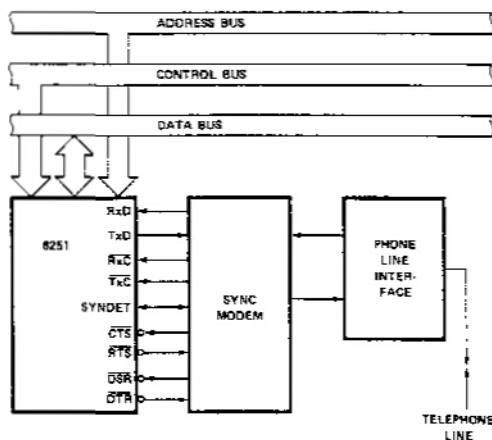 ADDRESS BUS
CONTROL BUS
DATA BUS
8251
RxD
TxD
RxC
TxC
SYNDET
CTS
RTS
DSR
DTR
SYNC
MODEM
PHONE
LINE
INTER-
FACE
TELEPHONE
LINE